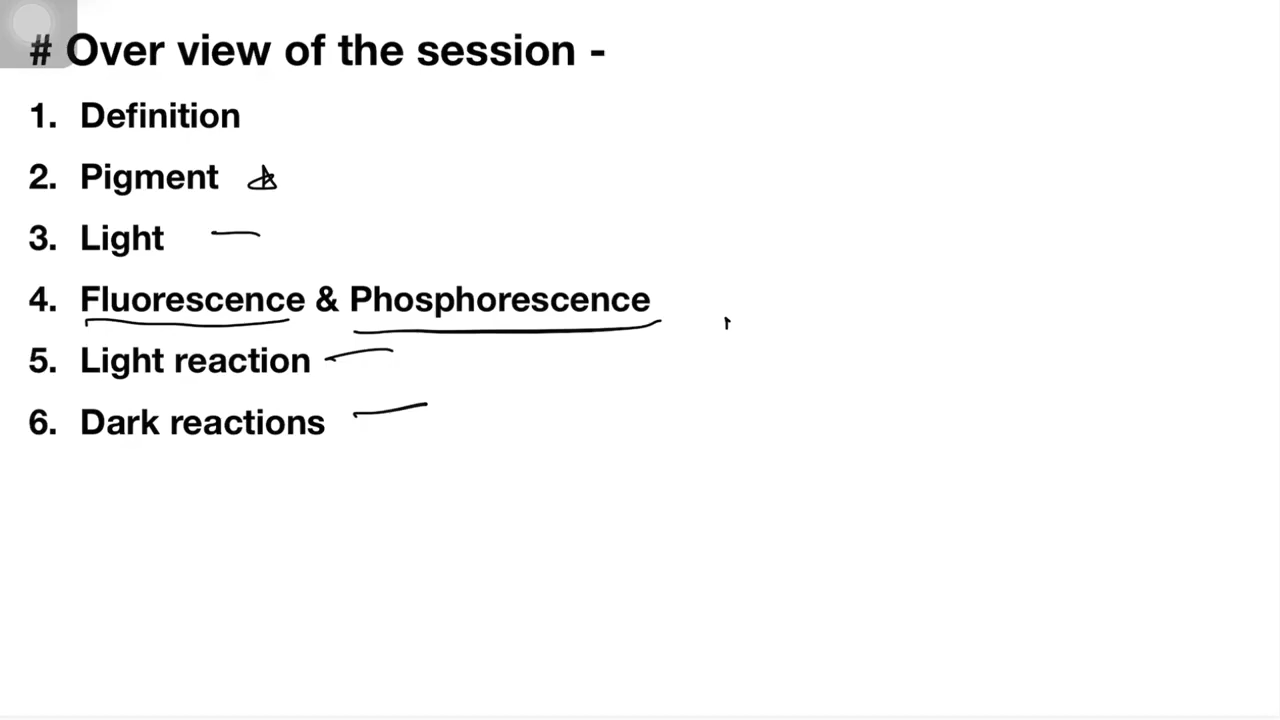 # Over view of the session -
1. Definition
2. Pigment
3. Light
4. Fluorescence & Phosphorescence
5. Light reaction
6. Dark reactions